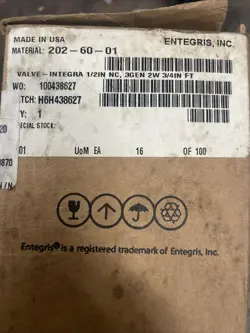 MADE IN USA ENTEGRIS, INC.
MATERIAL: 202-60-01
VALVE-INTEGRA 1/2IN NC, 3GEN 2W 3/4IN FT
WO: 100438627
TCH: H6H438627
Y: 1
ECIAL STOCK:
01 UoM EA 16 OF 100
0870
Entegris® is a registered trademark of Entegris, Inc.